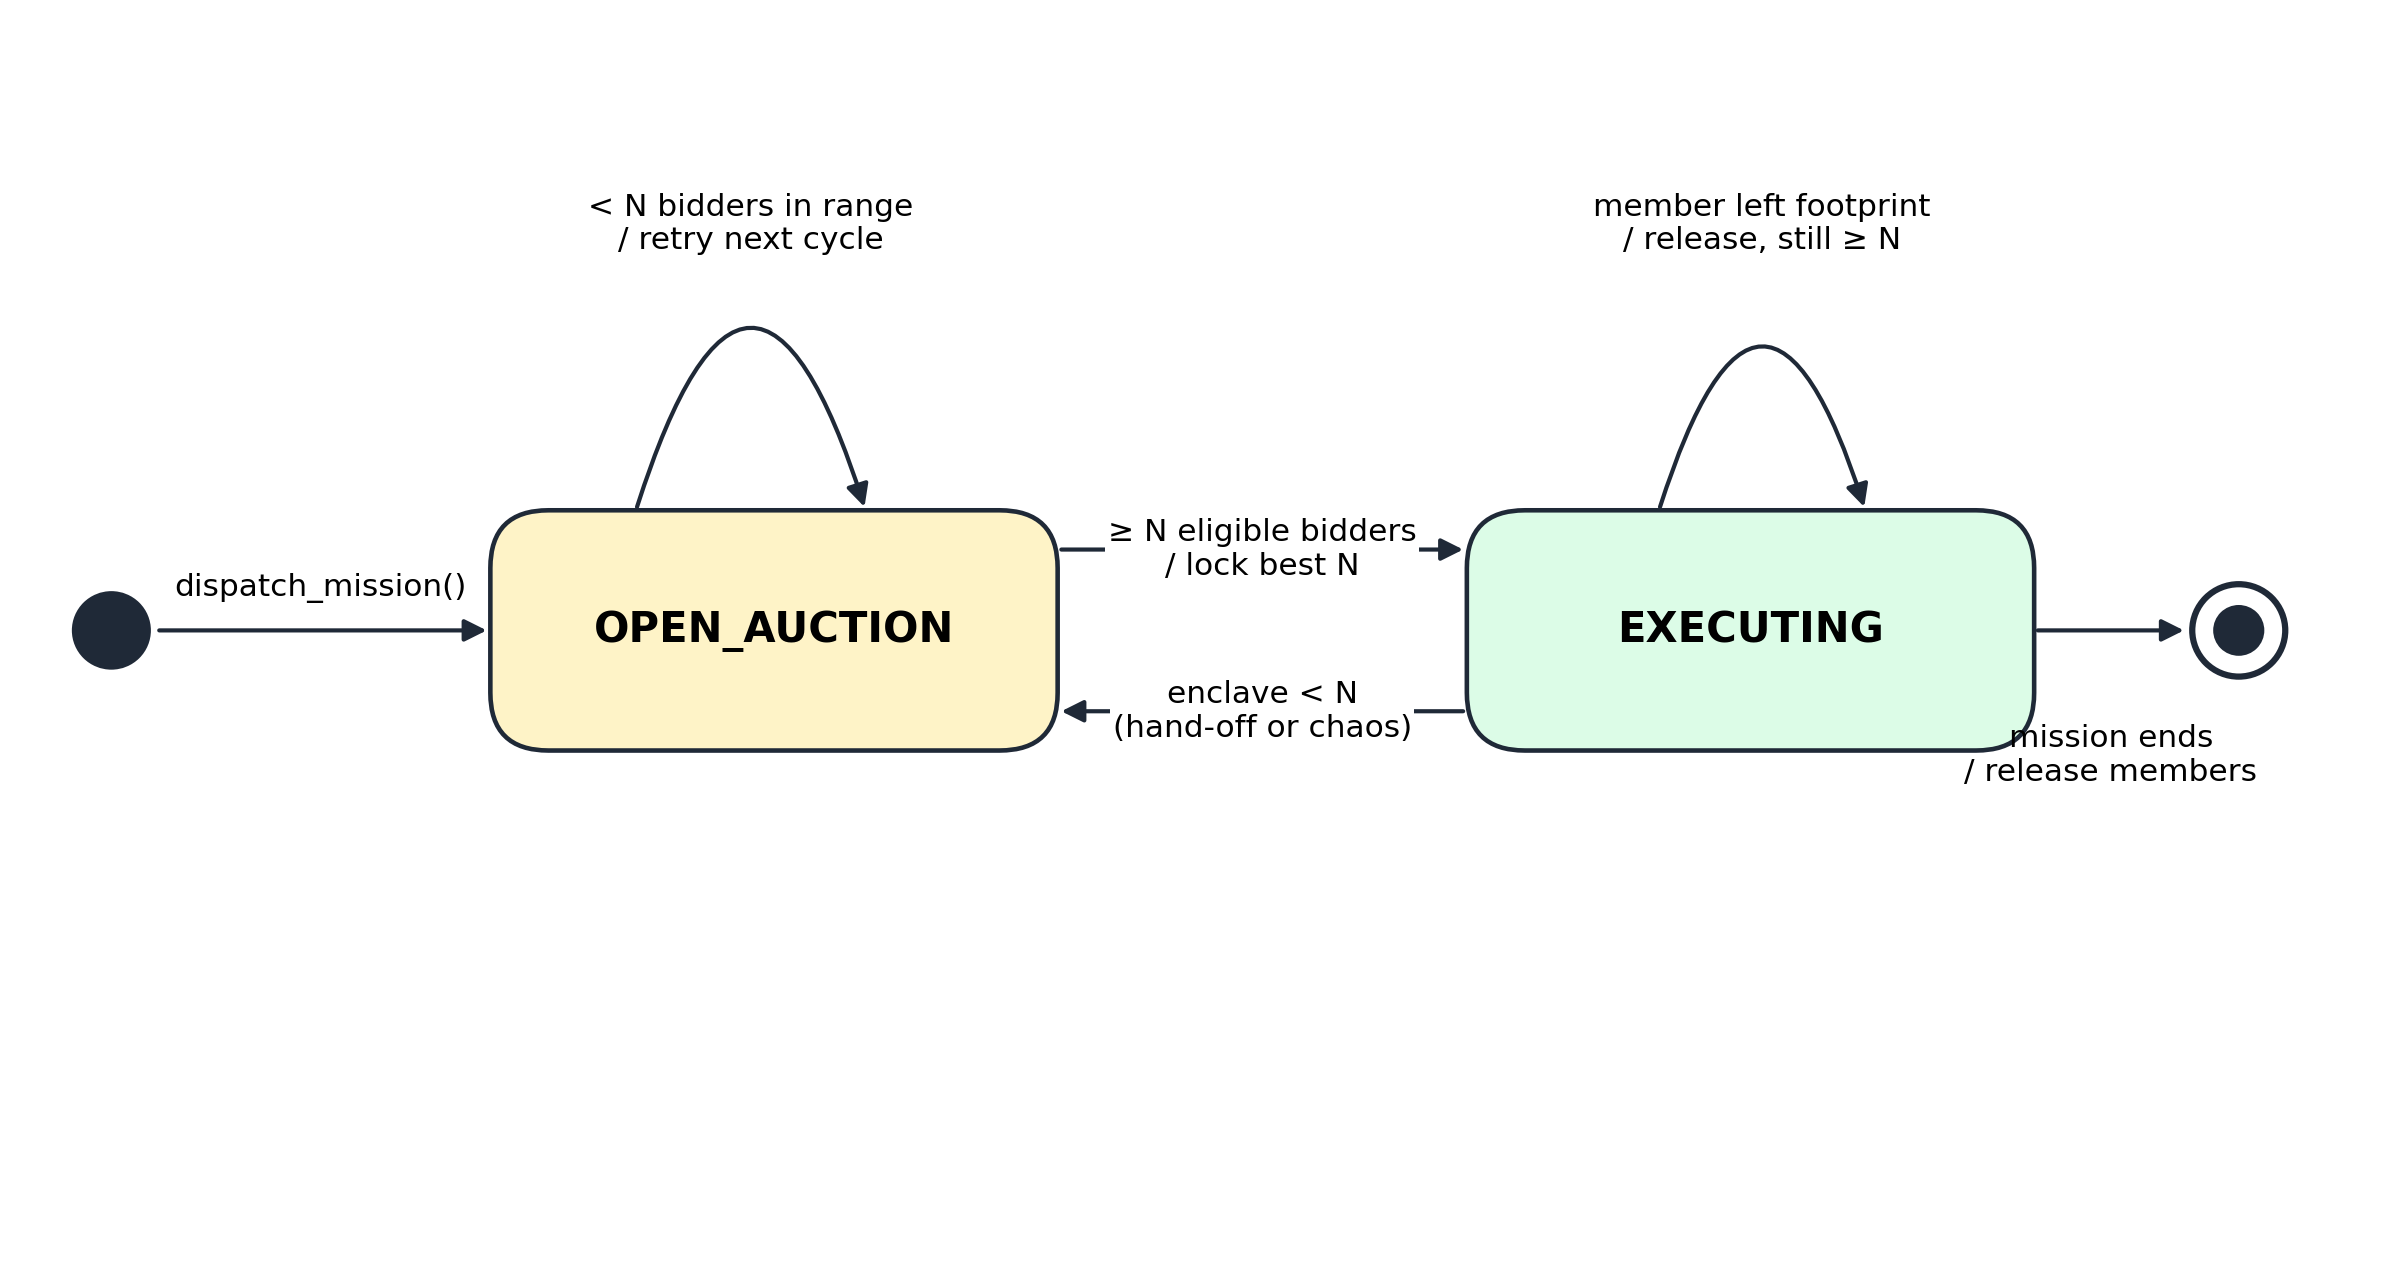 < N bidders in range
/ retry next cycle
member left footprint
/ release, still ≥ N
dispatch_mission()
OPEN_AUCTION
≥ N eligible bidders
/ lock best N
enclave < N
(hand-off or chaos)
EXECUTING
mission ends
/ release members